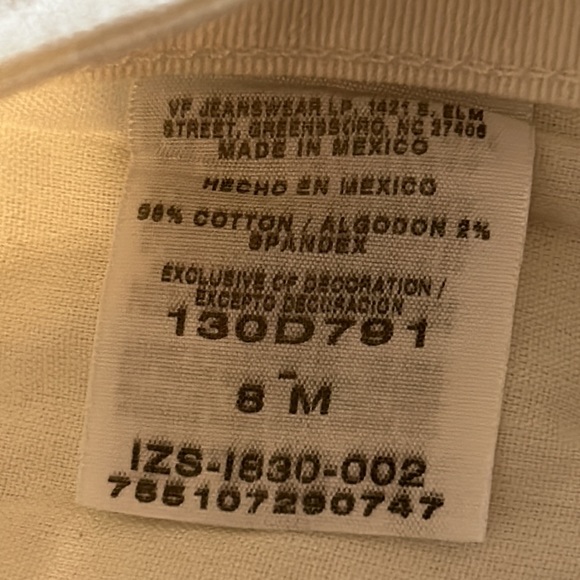 VF JEANSWEAR LP, 1421 S. ELM
STREET, GREENSBORO, NC 27406
MADE IN MEXICO
HECHO EN MEXICO
98% COTTON / ALGODON 2%
SPANDEX
EXCLUSIVE OF DECORATION /
EXCEPTO DECORACION
130D791
8 - M
IZS-1830-002
755107290747